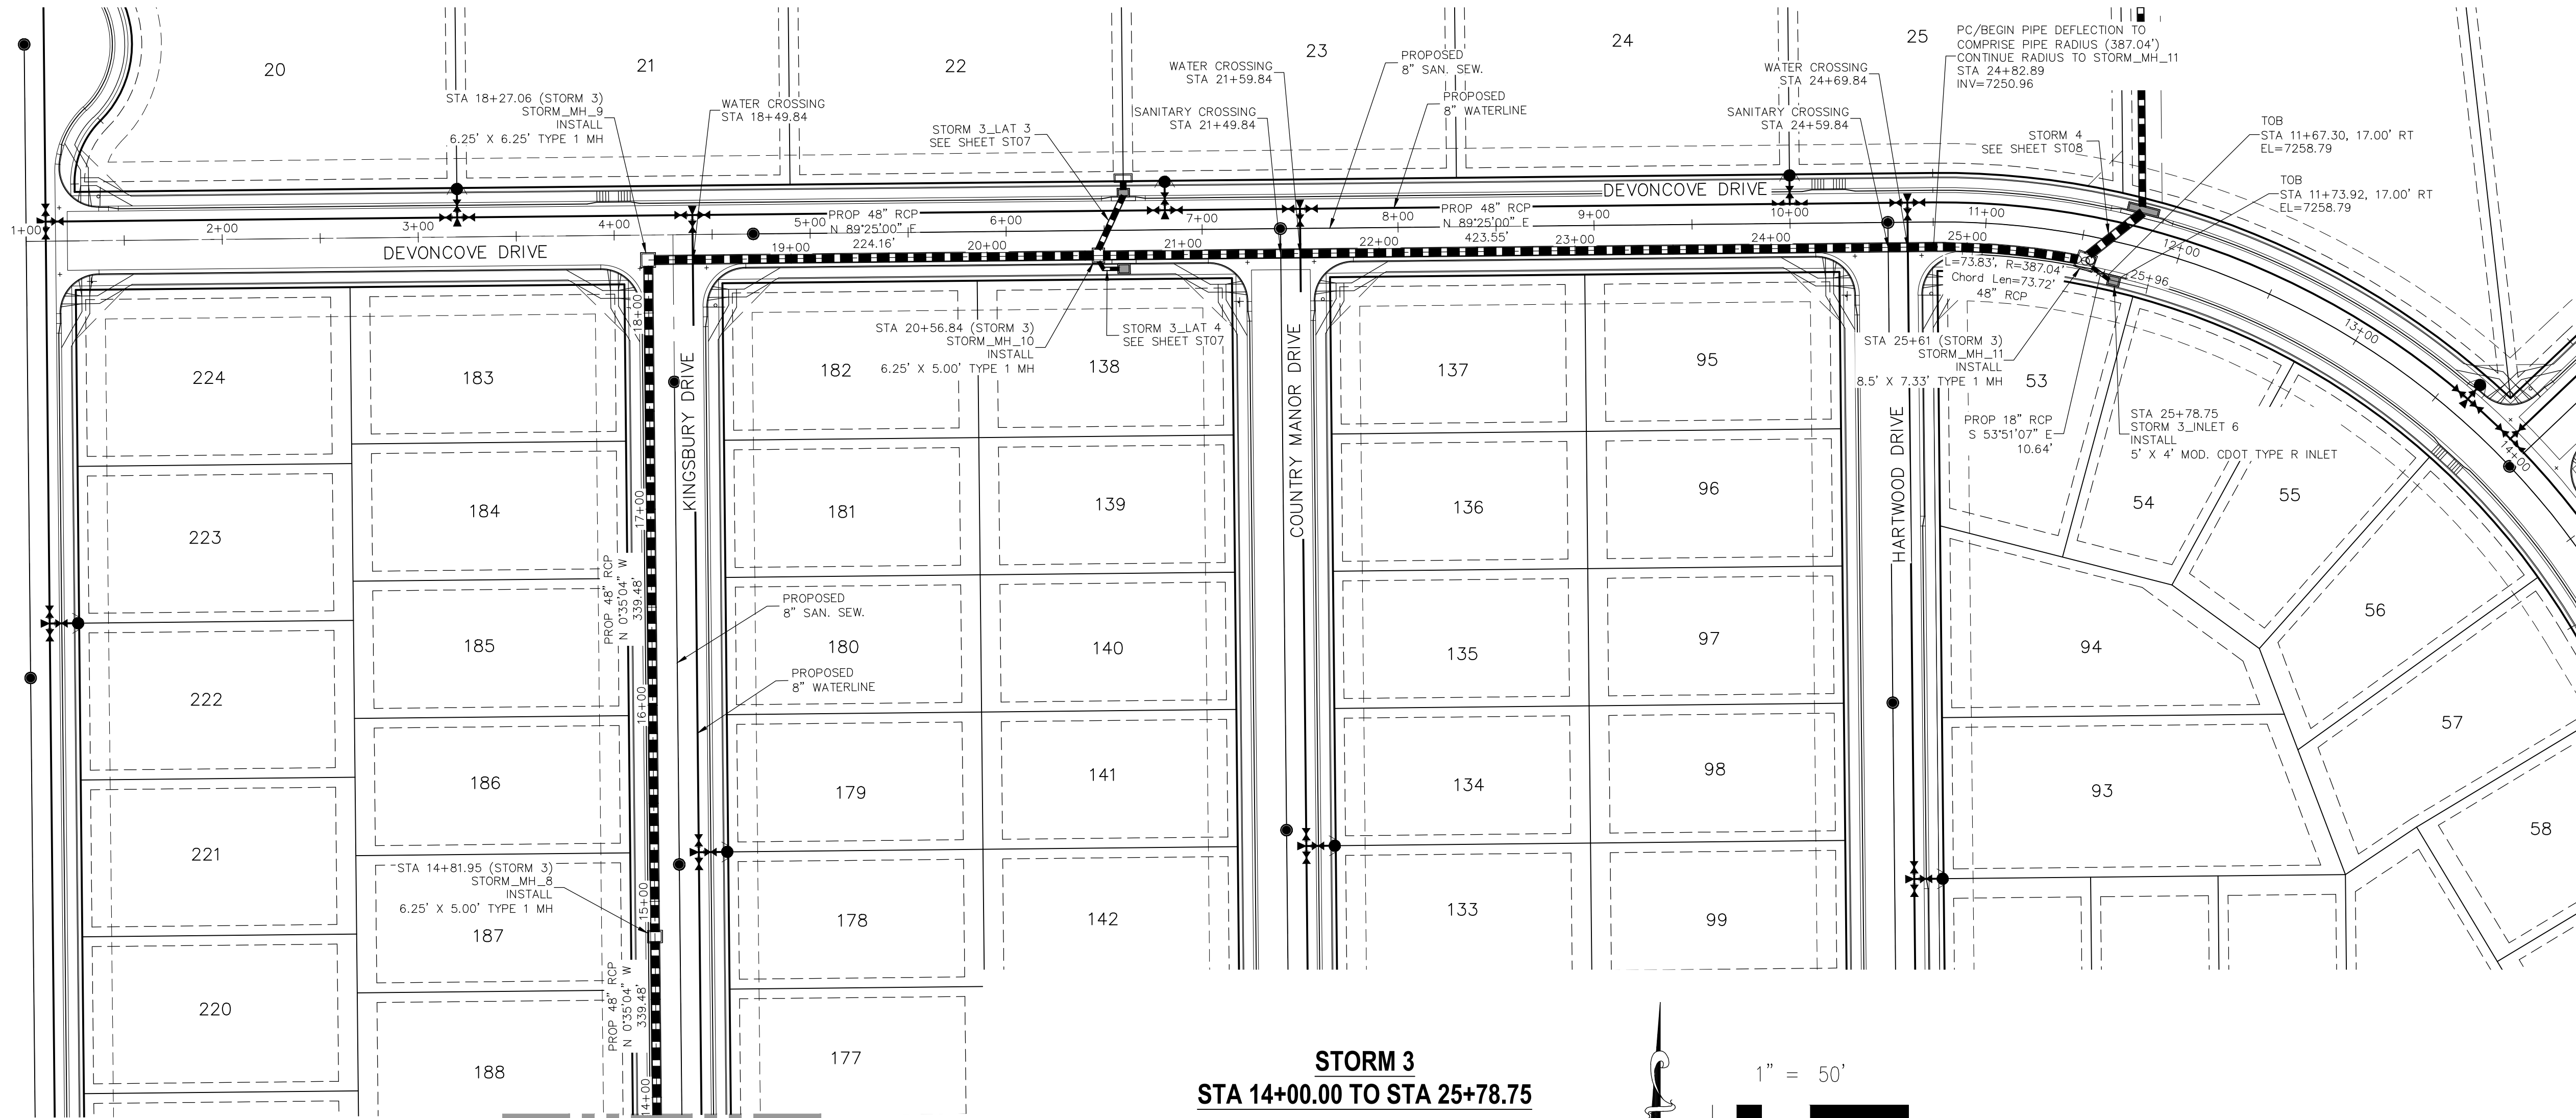 20
21
22
23
24
25
STA 18+27.06 (STORM 3)
STORM_MH_9
INSTALL
6.25' X 6.25' TYPE 1 MH
WATER CROSSING
STA 18+49.84
STORM 3_LAT 3
SEE SHEET ST07
WATER CROSSING
STA 21+59.84
SANITARY CROSSING
STA 21+49.84
PROPOSED
8" SAN. SEW.
PROPOSED
8" WATERLINE
WATER CROSSING
STA 24+69.84
SANITARY CROSSING
STA 24+59.84
PC/BEGIN PIPE DEFLECTION TO
COMPRISE PIPE RADIUS (387.04')
CONTINUE RADIUS TO STORM_MH_11
STA 24+82.89
INV=7250.96
STORM 4
SEE SHEET ST08
TOB
STA 11+67.30, 17.00' RT
EL=7258.79
TOB
STA 11+73.92, 17.00' RT
EL=7258.79
DEVONCOVE DRIVE
1+00
2+00
3+00
4+00
5+00
6+00
7+00
8+00
9+00
10+00
11+00
12+00
13+00
14+00
DEVONCOVE DRIVE
PROP 48" RCP
N 89°25'00" E
224.16'
PROP 48" RCP
N 89°25'00" E
423.55'
19+00
20+00
21+00
22+00
23+00
24+00
25+00
25+96
L=73.83', R=387.04'
Chord Len=73.72'
48" RCP
18+00
17+00
16+00
15+00
14+00
KINGSBURY DRIVE
COUNTRY MANOR DRIVE
HARTWOOD DRIVE
STA 20+56.84 (STORM 3)
STORM_MH_10
INSTALL
6.25' X 5.00' TYPE 1 MH
STORM 3_LAT 4
SEE SHEET ST07
STA 25+61 (STORM 3)
STORM_MH_11
INSTALL
8.5' X 7.33' TYPE 1 MH
PROP 18" RCP
S 53°51'07" E
10.64'
STA 25+78.75
STORM 3_INLET 6
INSTALL
5' X 4' MOD. CDOT TYPE R INLET
224
183
182
138
137
95
53
223
184
181
139
136
96
54
55
PROP 48" RCP
N 0°35'04" W
339.48'
PROPOSED
8" SAN. SEW.
PROPOSED
8" WATERLINE
222
185
180
140
135
97
94
56
221
186
179
141
134
98
93
57
58
STA 14+81.95 (STORM 3)
STORM_MH_8
INSTALL
6.25' X 5.00' TYPE 1 MH
187
178
142
133
99
PROP 48" RCP
N 0°35'04" W
339.48'
220
188
177
STORM 3
STA 14+00.00 TO STA 25+78.75
1" = 50'